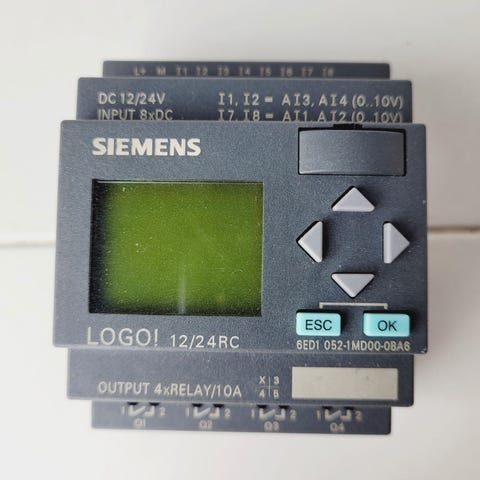 L+ M I1 I2 I3 I4 I5 I6 I7 I8
DC 12/24V I1, I2 = AI3, AI4 (0..10V)
INPUT 8xDC I7, I8 = AI1, AI2 (0..10V)
SIEMENS
ESC OK
LOGO! 12/24RC
6ED1 052-1MD00-0BA6
OUTPUT 4xRELAY/10A
X 3
4 5
1 2 1 2 1 2 1 2
Q1 Q2 Q3 Q4